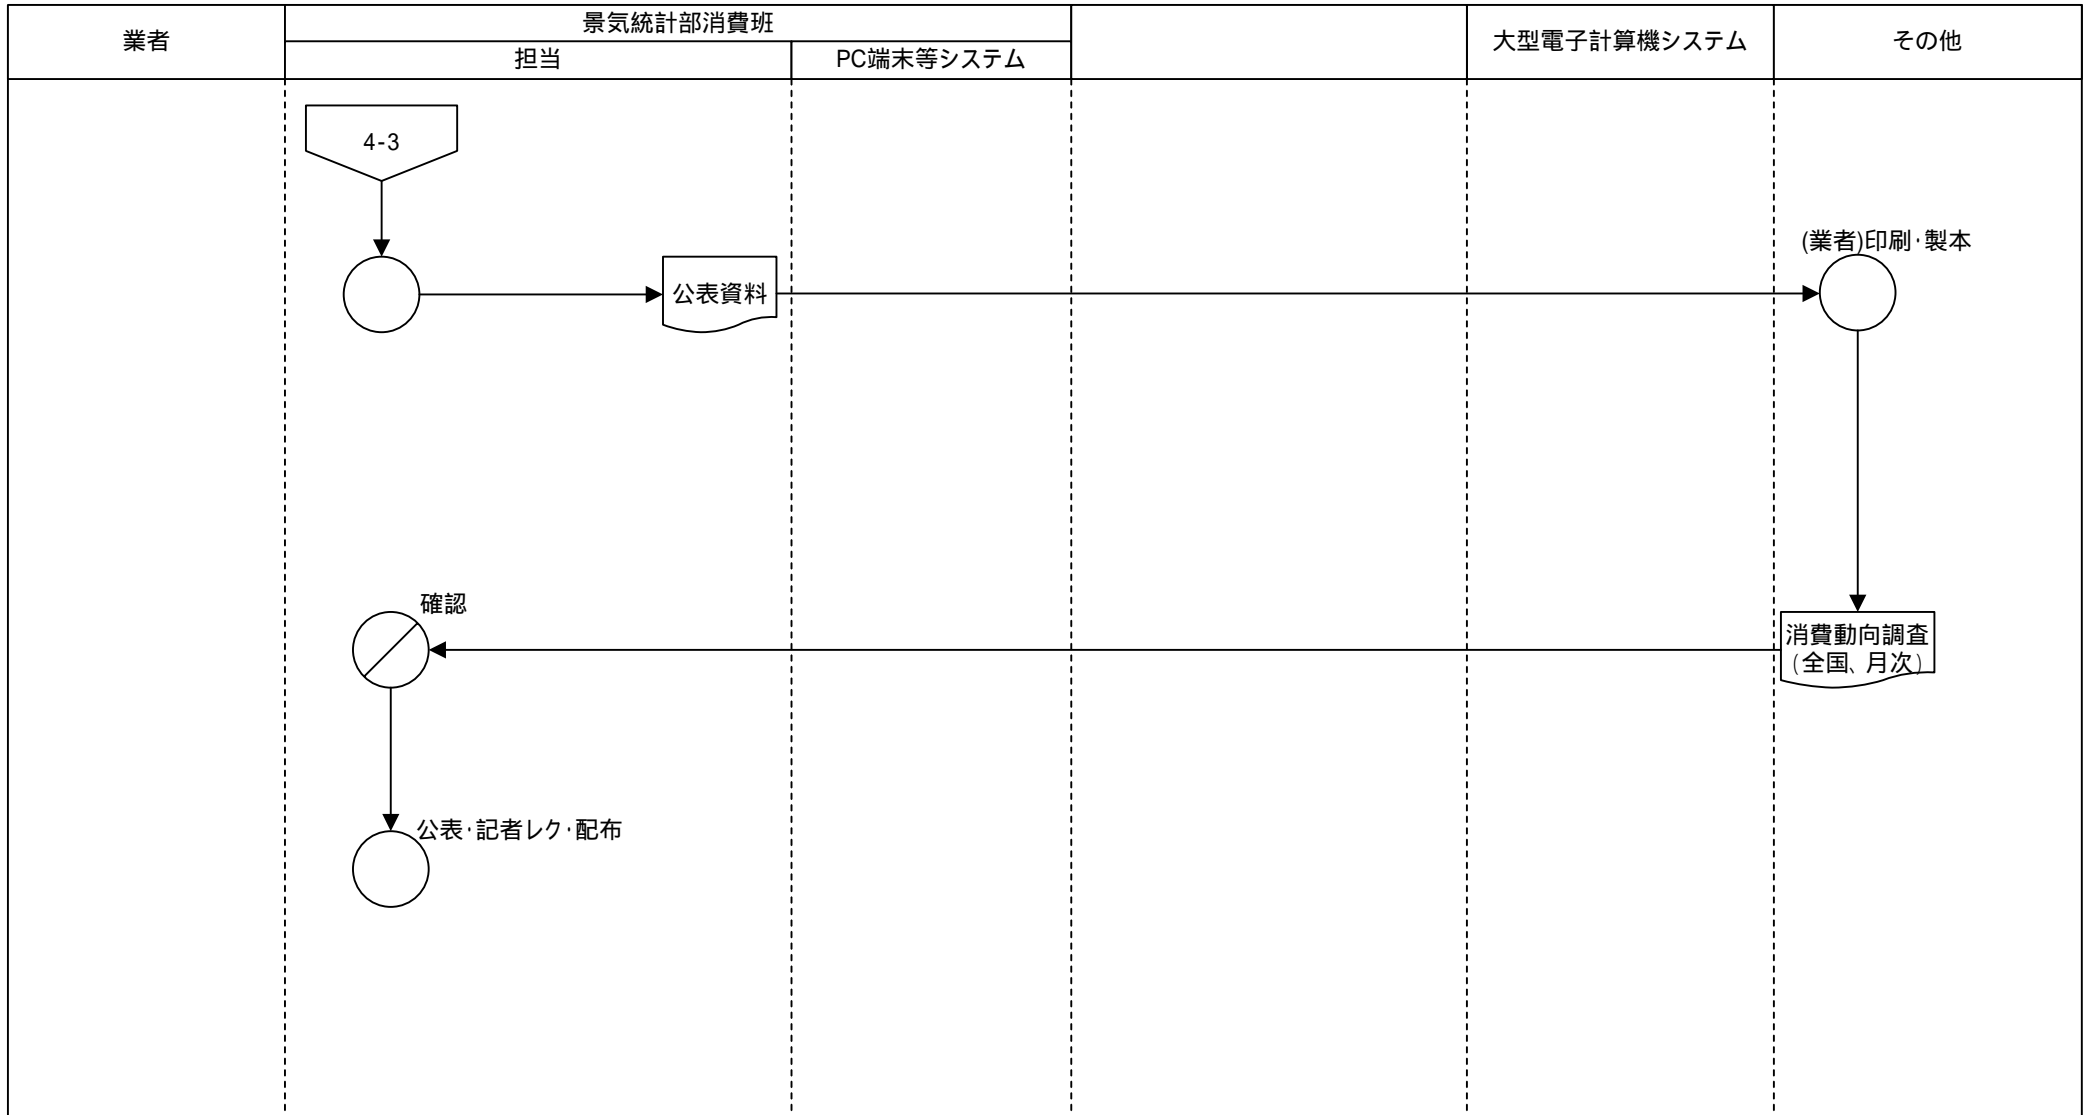 業者
景気統計部消費班
担当
PC端末等システム
大型電子計算機システム
その他
4-3
(業者)印刷・製本
公表資料
確認
消費動向調査
(全国、月次)
公表・記者レク・配布